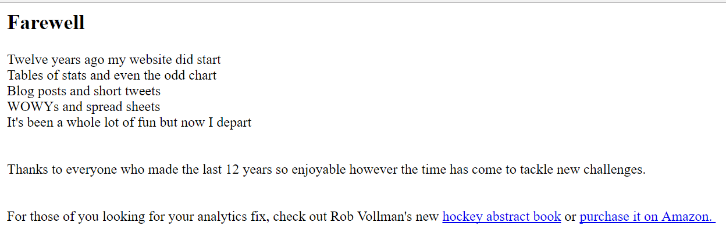 Farewell
Twelve years ago my website did start
Tables of stats and even the odd chart
Blog posts and short tweets
WOWYs and spread sheets
It's been a whole lot of fun but now I depart
Thanks to everyone who made the last 12 years so enjoyable however the time has come to tackle new challenges.
For those of you looking for your analytics fix, check out Rob Vollman's new hockey abstract book or purchase it on Amazon.